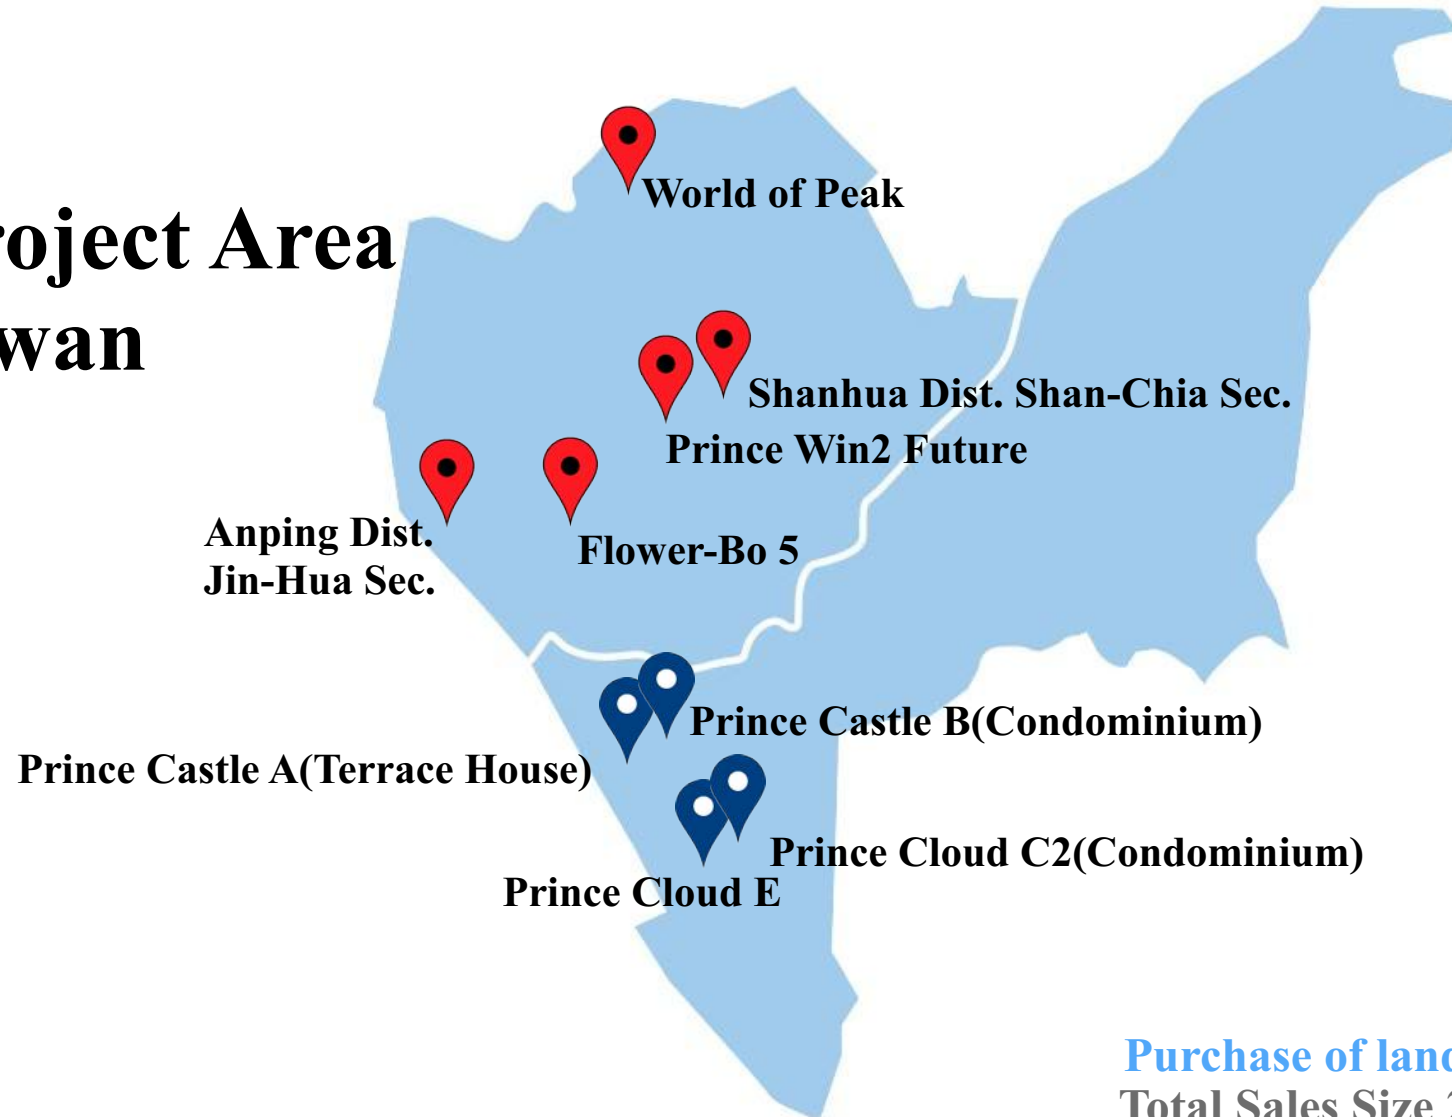 World of Peak
roject Area
wan
Shanhua Dist. Shan-Chia Sec.
Prince Win2 Future
Anping Dist.
Jin-Hua Sec.
Flower-Bo 5
Prince Castle B(Condominium)
Prince Castle A(Terrace House)
Prince Cloud C2(Condominium)
Prince Cloud E
Purchase of land
Total Sales Size